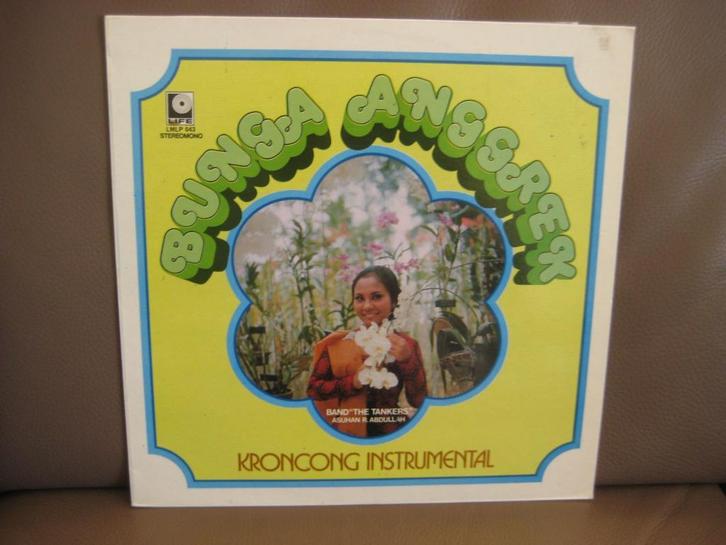 LIFE
LMLP 643
STEREOMONO
BUNGA ANGGREK
BAND "THE TANKERS"
ASUHAN R. ABDULLAH
KRONCONG INSTRUMENTAL